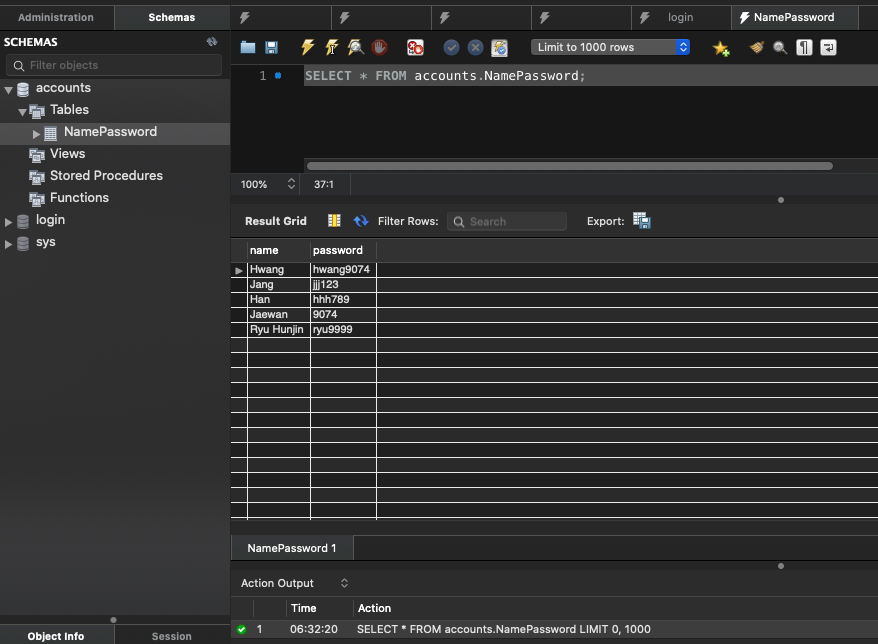 Administration
Schemas
login
NamePassword
SCHEMAS
Filter objects
accounts
Tables
NamePassword
Views
Stored Procedures
Functions
login
sys
Limit to 1000 rows
1
SELECT * FROM accounts.NamePassword;
100%
37:1
Result Grid
Filter Rows:
Search
Export:
name password
Hwang hwang9074
Jang jjj123
Han hhh789
Jaewan 9074
Ryu Hunjin ryu9999
NamePassword 1
Action Output
Time Action
1 06:32:20 SELECT * FROM accounts.NamePassword LIMIT 0, 1000
Object Info
Session